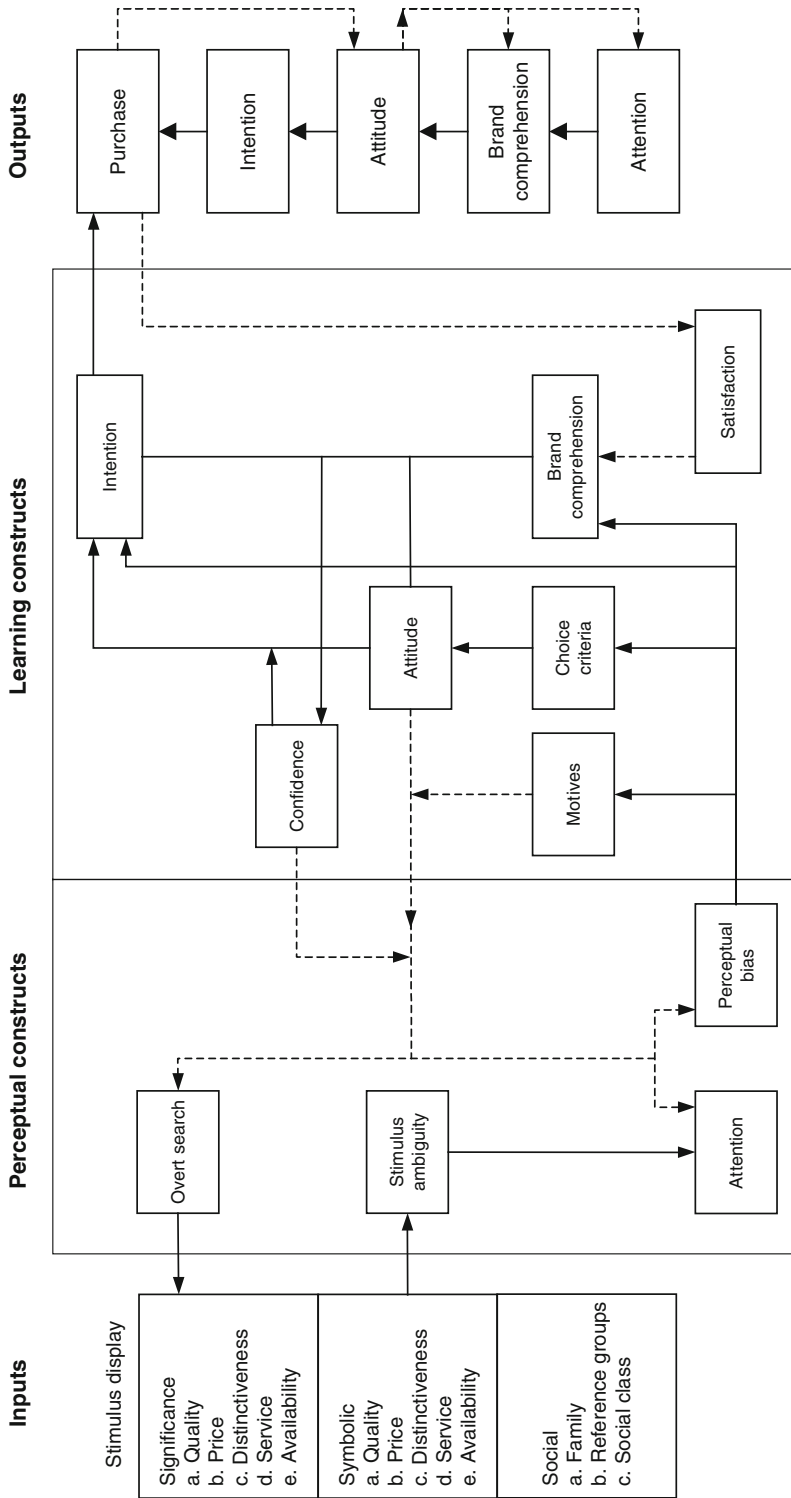 Inputs
Perceptual constructs
Learning constructs
Outputs
Stimulus display
Significance
a. Quality
b. Price
c. Distinctiveness
d. Service
e. Availability
Symbolic
a. Quality
b. Price
c. Distinctiveness
d. Service
e. Availability
Social
a. Family
b. Reference groups
c. Social class
Overt search
Stimulus
ambiguity
Attention
Perceptual
bias
Confidence
Motives
Attitude
Choice
criteria
Intention
Brand
comprehension
Satisfaction
Purchase
Intention
Attitude
Brand
comprehension
Attention